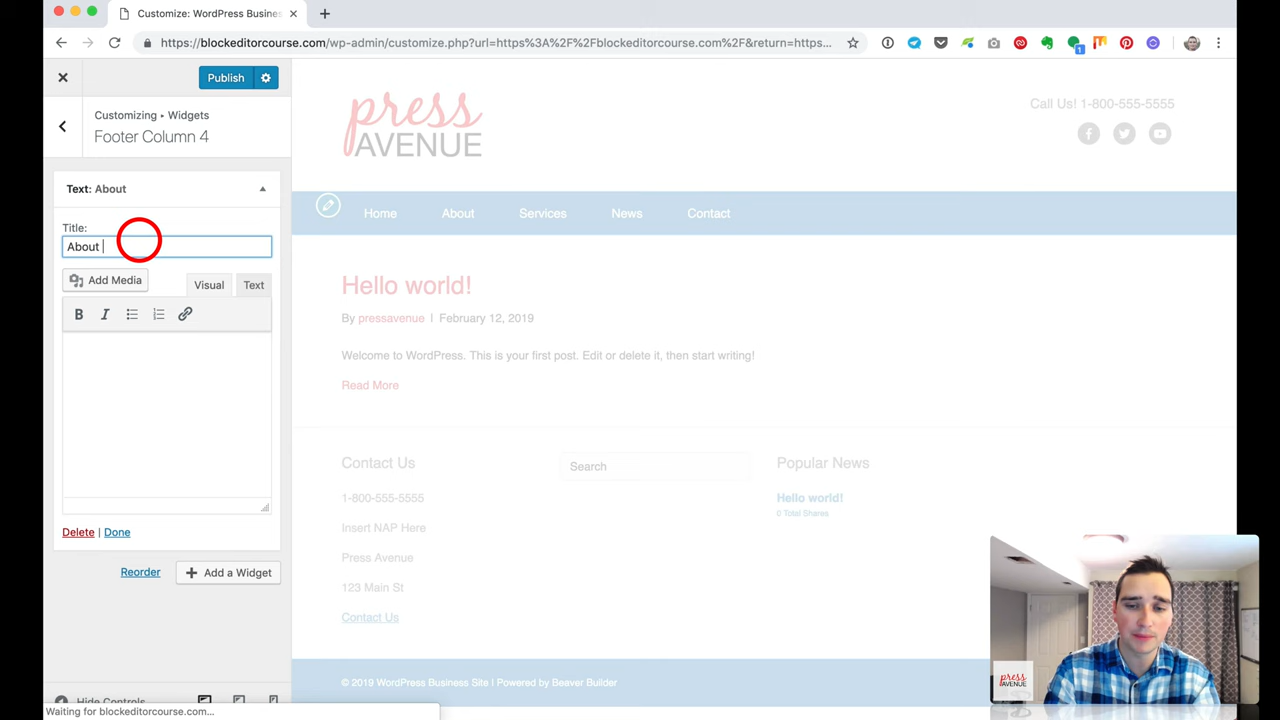 Customize: WordPress Busines
https://blockeditorcourse.com/wp-admin/customize.php?url=https%3A%2F%2Fblockeditorcourse.com%2F&return=https...
1
Publish
Customizing ▸ Widgets
Footer Column 4
Text: About
Title:
About
Add Media
Visual
Text
B
I
Delete | Done
Reorder
Add a Widget
Hide Controls
Waiting for blockeditorcourse.com...
press
AVENUE
Call Us! 1-800-555-5555
Home
About
Services
News
Contact
Hello world!
By pressavenue | February 12, 2019
Welcome to WordPress. This is your first post. Edit or delete it, then start writing!
Read More
Contact Us
1-800-555-5555
Insert NAP Here
Press Avenue
123 Main St
Contact Us
Search
Popular News
Hello world!
0 Total Shares
© 2019 WordPress Business Site | Powered by Beaver Builder
press
AVENUE